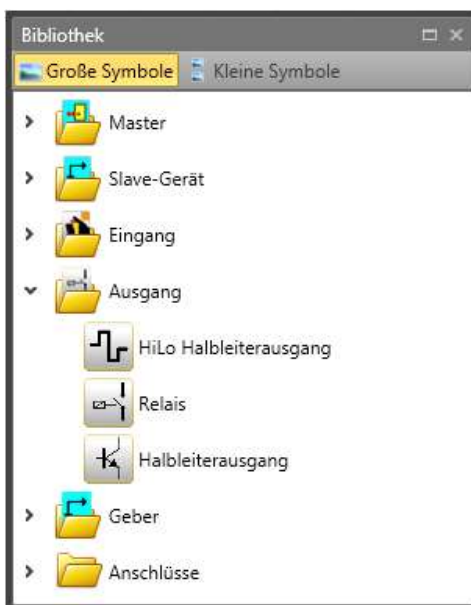 Bibliothek
Große Symbole Kleine Symbole
Master
Slave-Gerät
Eingang
Ausgang
HiLo Halbleiterausgang
Relais
Halbleiterausgang
Geber
Anschlüsse